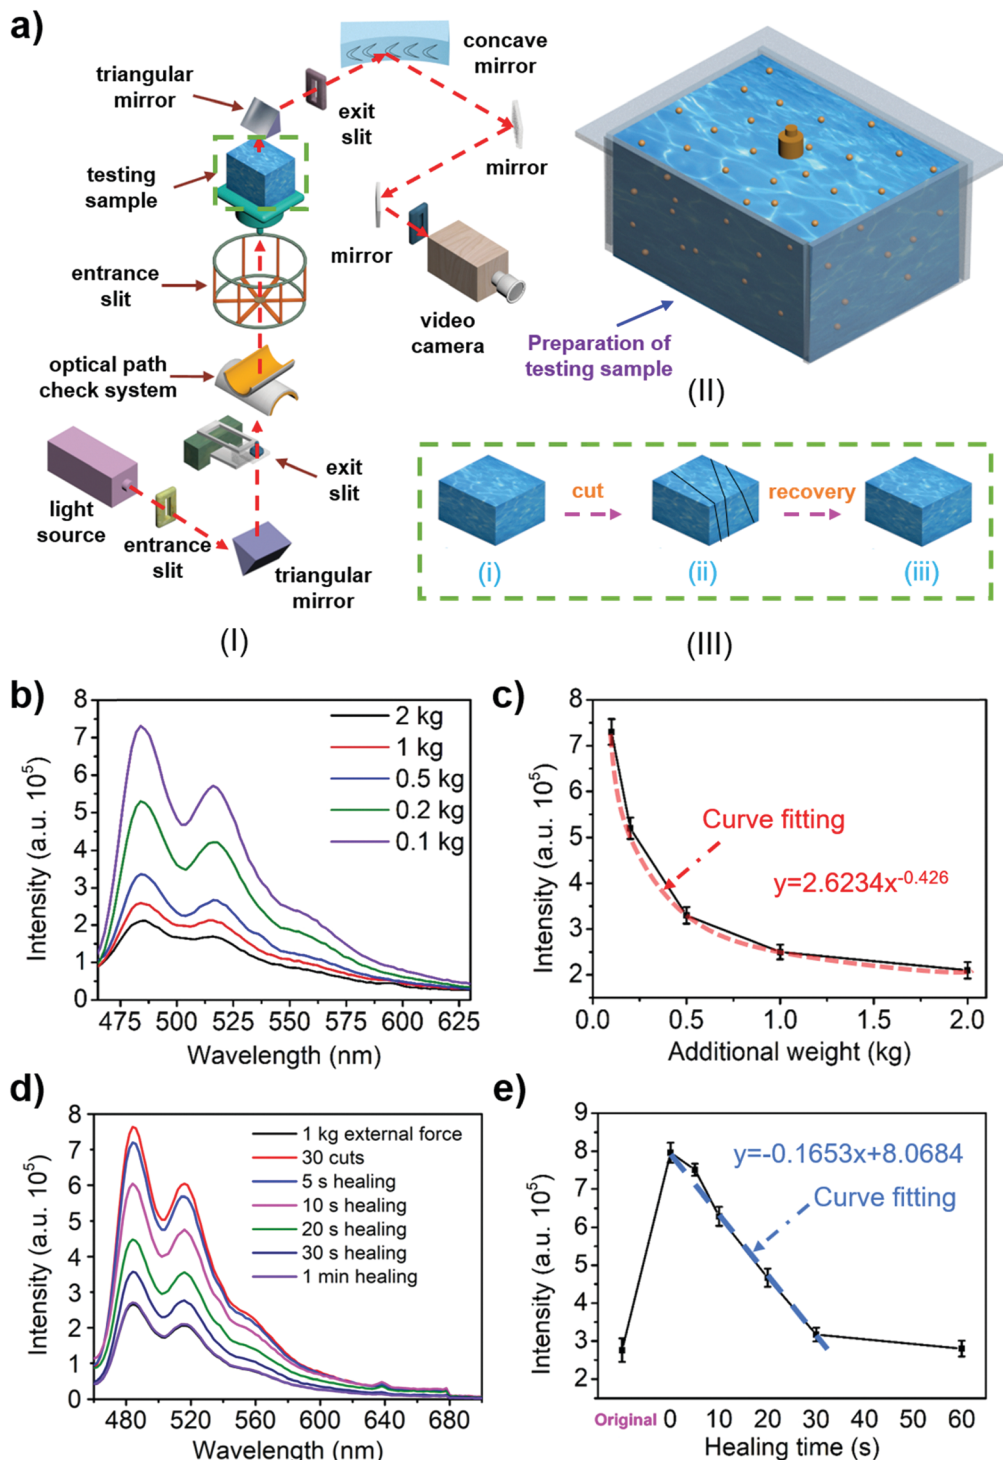 a)
triangular
mirror
exit
slit
concave
mirror
mirror
testing
sample
mirror
entrance
slit
video
camera
Preparation of
testing sample
(II)
optical path
check system
light
source
entrance
slit
exit
slit
triangular
mirror
(I)
cut
recovery
(i)
(ii)
(iii)
(III)
b)
8
7
6
5
4
3
2
1
0
Intensity (a.u. 10⁵)
2 kg
1 kg
0.5 kg
0.2 kg
0.1 kg
475 500 525 550 575 600 625
Wavelength (nm)
c)
8
7
6
5
4
3
2
Intensity (a.u. 10⁵)
Curve fitting
y=2.6234x⁻⁰·⁴²⁶
0.0 0.5 1.0 1.5 2.0
Additional weight (kg)
d)
8
7
6
5
4
3
2
1
0
Intensity (a.u. 10⁵)
1 kg external force
30 cuts
5 s healing
10 s healing
20 s healing
30 s healing
1 min healing
480 520 560 600 640 680
Wavelength (nm)
e)
9
8
7
6
5
4
3
2
Intensity (a.u. 10⁵)
y=-0.1653x+8.0684
Curve fitting
Original 0 10 20 30 40 50 60
Healing time (s)